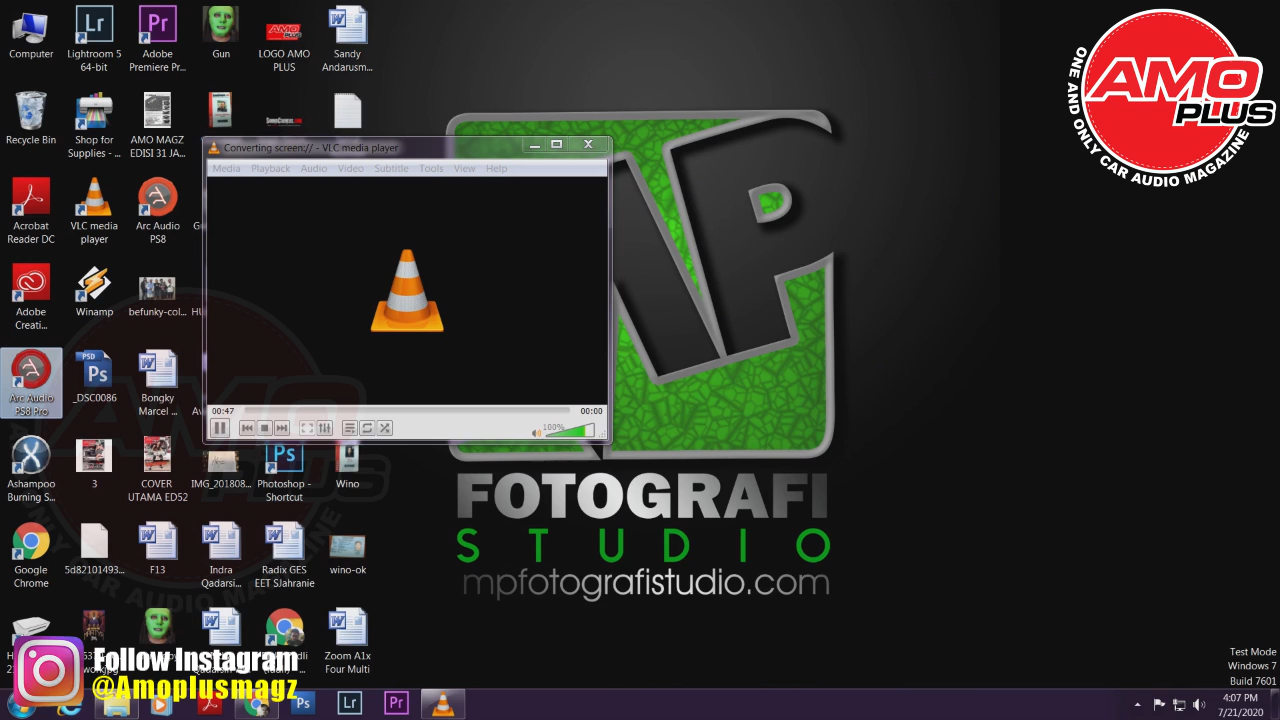 Computer
Lightroom 5
64-bit
Adobe
Premiere Pr...
Gun
LOGO AMO
PLUS
Sandy
Andarusm...
AMO
PLUS
ONE AND ONLY CAR AUDIO MAGAZINE
Recycle Bin
Shop for
Supplies - ...
AMO MAGZ
EDISI 31 JA...
Converting screen:// - VLC media player
Media Playback Audio Video Subtitle Tools View Help
Acrobat
Reader DC
VLC media
player
Arc Audio
PS8
Adobe
Creati...
Winamp
befunky-col...
Arc Audio
PS8 Pro
_DSC0086
Bongky
Marcel ...
00:47
00:00
100%
Ashampoo
Burning S...
3
COVER
UTAMA ED52
IMG_201808...
Photoshop -
Shortcut
Wino
AMO
PLUS
CAR AUDIO MAGAZINE
Google
Chrome
5d82101493...
F13
Indra
Qadarsi...
Radix GES
EET SJahranie
wino-ok
Zoom A1x
Four Multi
P
FOTOGRAFI
STUDIO
mpfotografistudio.com
Follow Instagram
@Amoplusmagz
Test Mode
Windows 7
Build 7601
4:07 PM
7/21/2020